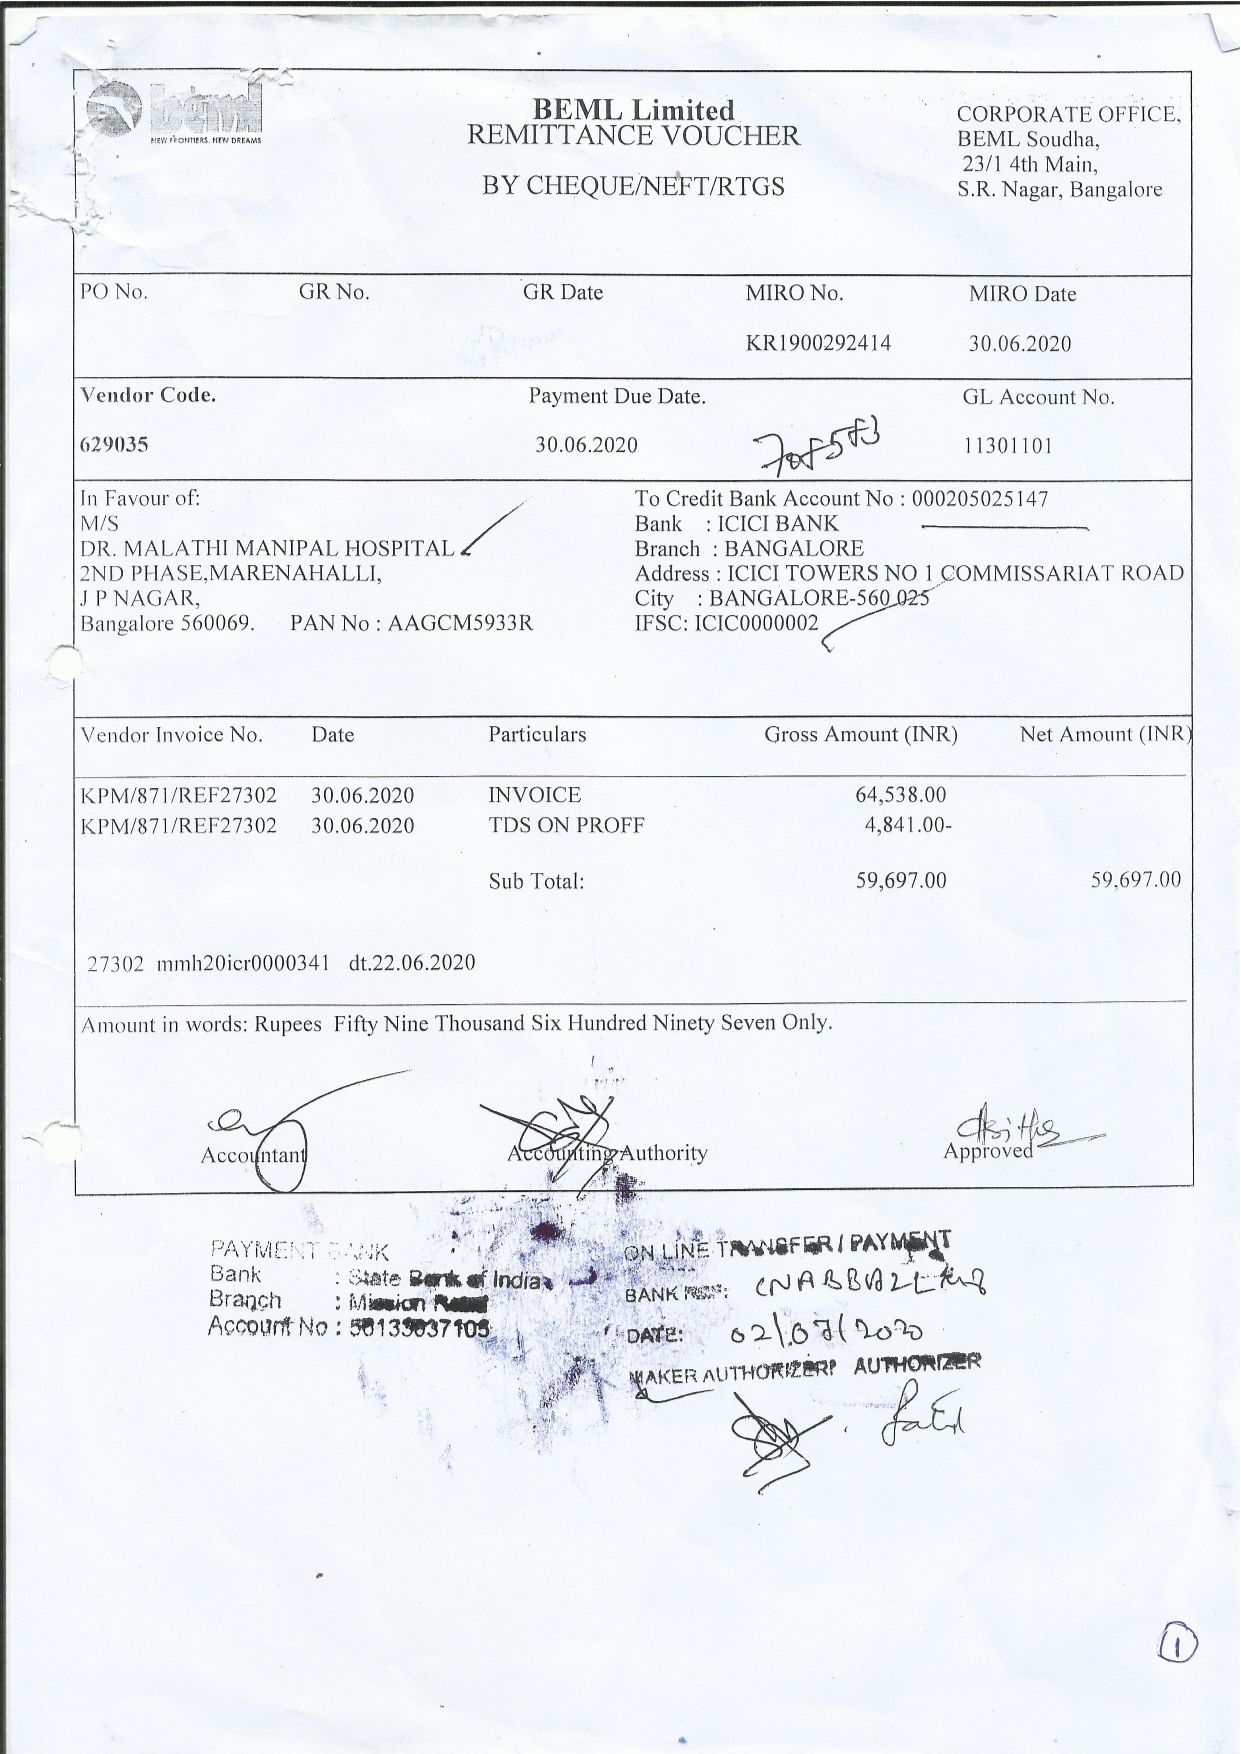 beml
NEW FRONTIERS. NEW DREAMS
BEML Limited
REMITTANCE VOUCHER
BY CHEQUE/NEFT/RTGS
CORPORATE OFFICE,
BEML Soudha,
23/1 4th Main,
S.R. Nagar, Bangalore
PO No. GR No. GR Date MIRO No. MIRO Date
KR1900292414 30.06.2020
Vendor Code. Payment Due Date. GL Account No.
629035 30.06.2020 11301101
In Favour of:
M/S
DR. MALATHI MANIPAL HOSPITAL
2ND PHASE,MARENAHALLI,
J P NAGAR,
Bangalore 560069. PAN No : AAGCM5933R
To Credit Bank Account No : 000205025147
Bank : ICICI BANK
Branch : BANGALORE
Address : ICICI TOWERS NO 1 COMMISSARIAT ROAD
City : BANGALORE-560 025
IFSC: ICIC0000002
Vendor Invoice No. Date Particulars Gross Amount (INR) Net Amount (INR)
KPM/871/REF27302 30.06.2020 INVOICE 64,538.00
KPM/871/REF27302 30.06.2020 TDS ON PROFF 4,841.00-
Sub Total: 59,697.00 59,697.00
27302 mmh20icr0000341 dt.22.06.2020
Amount in words: Rupees Fifty Nine Thousand Six Hundred Ninety Seven Only.
Accountant Accounting Authority Approved
PAYMENT BANK
Bank : State Bank of India
Branch : Mission
Account No :
ON LINE TRANSFER / PAYMENT
BANK
DATE: 02/07/2020
MAKER AUTHORIZER AUTHORIZER
1